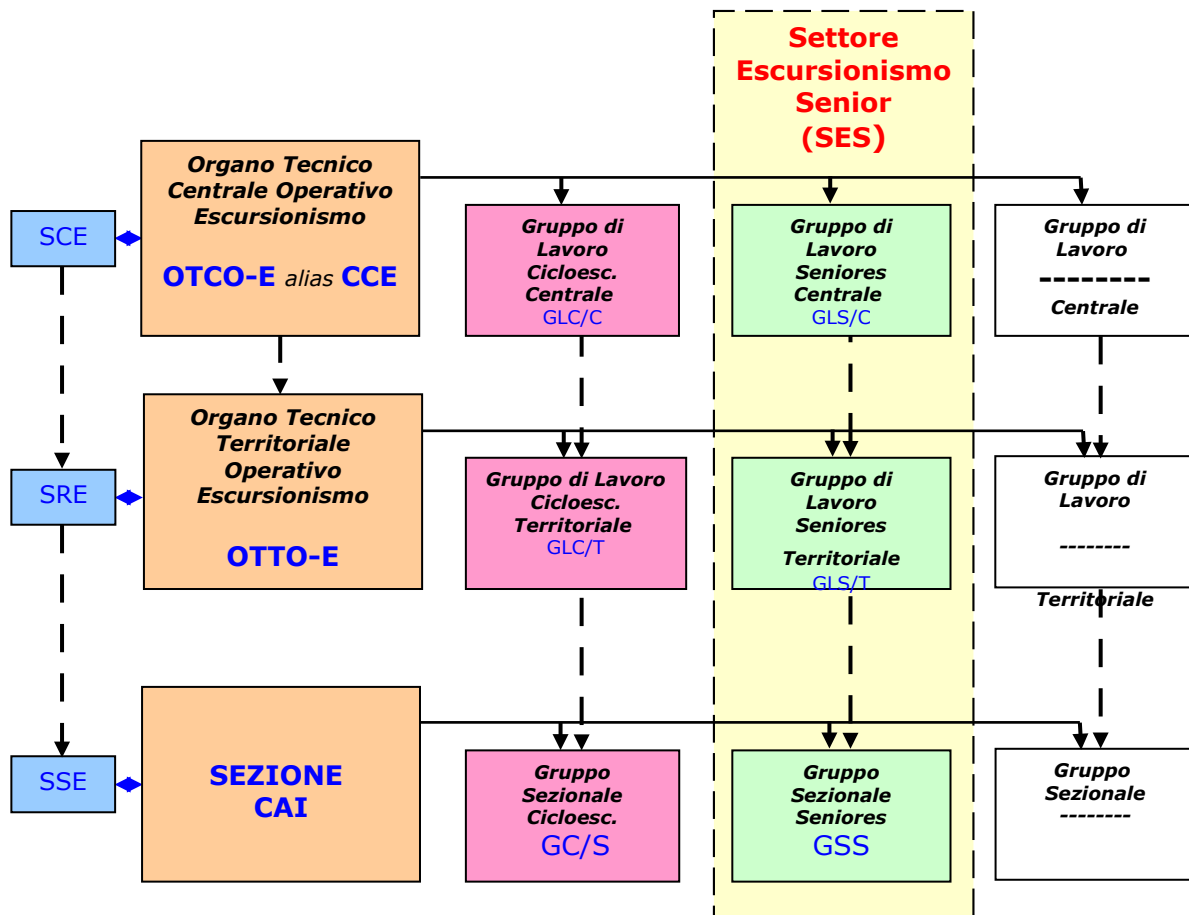 Settore
Escursionismo
Senior
(SES)
SCE
Organo Tecnico
Centrale Operativo
Escursionismo
OTCO-E alias CCE
Gruppo di
Lavoro
Cicloesc.
Centrale
GLC/C
Gruppo di
Lavoro
Seniores
Centrale
GLS/C
Gruppo di
Lavoro
---------
Centrale
SRE
Organo Tecnico
Territoriale
Operativo
Escursionismo
OTTO-E
Gruppo di Lavoro
Cicloesc.
Territoriale
GLC/T
Gruppo di
Lavoro
Seniores
Territoriale
GLS/T
Gruppo di
Lavoro
--------
Territoriale
SSE
SEZIONE
CAI
Gruppo
Sezionale
Cicloesc.
GC/S
Gruppo
Sezionale
Seniores
GSS
Gruppo
Sezionale
--------